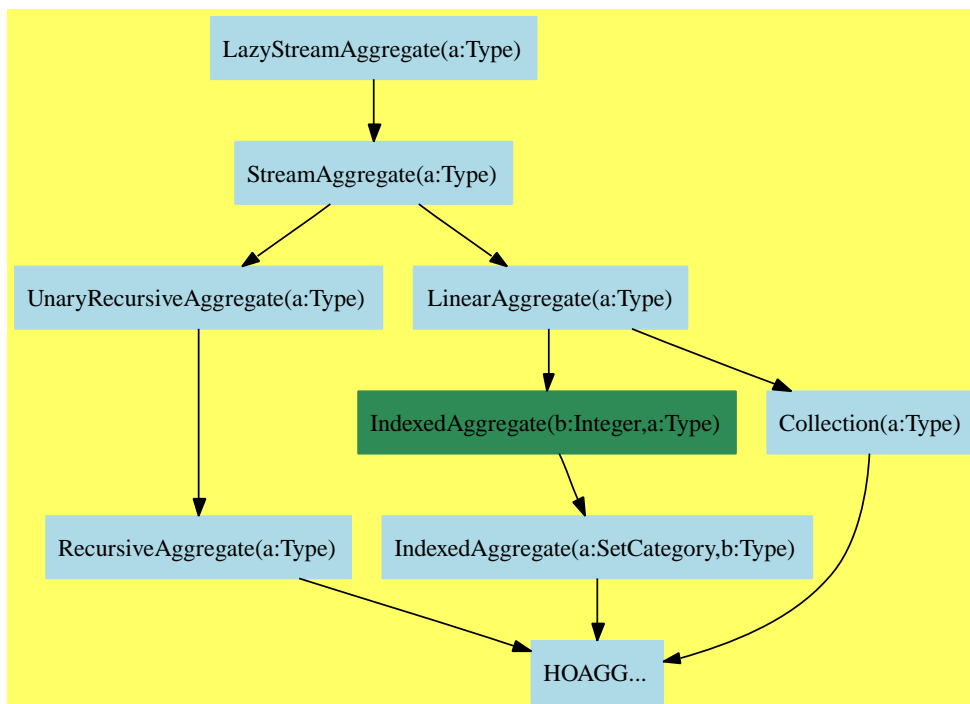 LazyStreamAggregate(a:Type)
StreamAggregate(a:Type)
UnaryRecursiveAggregate(a:Type)
LinearAggregate(a:Type)
IndexedAggregate(b:Integer,a:Type)
Collection(a:Type)
RecursiveAggregate(a:Type)
IndexedAggregate(a:SetCategory,b:Type)
HOAGG...